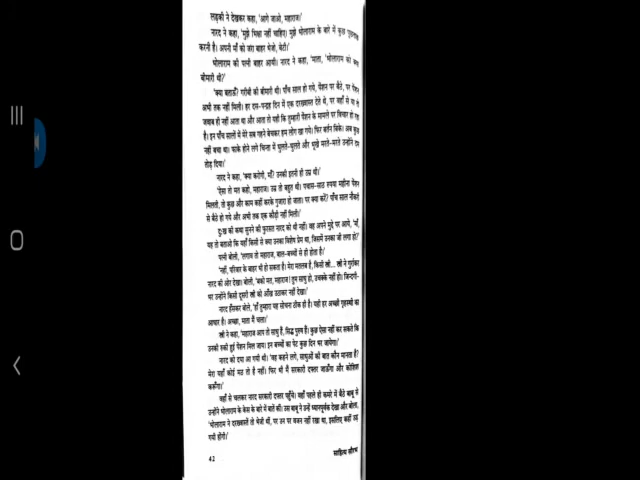 लड़की ने देखकर कहा, 'आगे जाओ, महाराज।'
नारद ने कहा, 'मुझे भिक्षा नहीं चाहिए। मुझे भोलाराम के बारे में कुछ पूछताछ
करनी है। अपनी माँ को जरा बाहर भेजो, बेटी।'
भोलाराम की पत्नी बाहर आयी। नारद ने कहा, 'माता, भोलाराम को क्या
बीमारी थी?'
'क्या बताऊँ? गरीबी की बीमारी थी। पाँच साल हो गये, पेंशन पर बैठे, पर पेंशन
अभी तक नहीं मिली। हर दस-पन्द्रह दिन में एक दरख्वास्त देते थे, पर वहाँ से या तो
जवाब ही नहीं आता था और आता तो यही कि तुम्हारी पेंशन के मामले पर विचार हो रहा
है। इन पाँच सालों में मेरे सब गहने बेचकर हम लोग खा गये। फिर बर्तन बिके। अब कुछ
नहीं बचा था। फाके होने लगे चिन्ता में घुलते-घुलते और भूखे मरते-मरते उन्होंने दम
तोड़ दिया।'
नारद ने कहा, 'क्या करोगी, माँ? उनकी इतनी ही उम्र थी।'
'ऐसा तो मत कहो, महाराज। उम्र तो बहुत थी। पचास-साठ रुपया महीना पेंशन
मिलती, तो कुछ और काम कहीं करके गुजारा हो जाता। पर क्या करें? पाँच साल नौकरी
से बैठे हो गये और अभी तक एक कौड़ी नहीं मिली।'
दुःख की कथा सुनने की फुरसत नारद को थी नहीं। वह अपने मुद्दे पर आये, 'माँ,
यह तो बताओ कि यहाँ किसी से क्या उनका विशेष प्रेम था, जिसमें उनका जी लगा हो?'
पत्नी बोली, 'लगाव तो महाराज, बाल-बच्चों से ही होता है।'
'नहीं, परिवार के बाहर भी हो सकता है। मेरा मतलब है, किसी स्त्री... स्त्री ने गुर्राकर
नारद की ओर देखा। बोली, 'बको मत, महाराज! तुम साधु हो, उचक्के नहीं हो। जिन्दगी-
भर उन्होंने किसी दूसरी स्त्री को आँख उठाकर नहीं देखा।'
नारद हँसकर बोले, 'हाँ तुम्हारा यह सोचना ठीक ही है। यही हर अच्छी गृहस्थी का
आधार है। अच्छा, माता मैं चला।'
स्त्री ने कहा, 'महाराज आप तो साधु हैं, सिद्ध पुरुष हैं। कुछ ऐसा नहीं कर सकते कि
उनकी रुकी हुई पेंशन मिल जाय। इन बच्चों का पेट कुछ दिन भर जायेगा।'
नारद को दया आ गयी थी। वह कहने लगे, 'साधुओं की बात कौन मानता है?
मेरा यहाँ कोई मठ तो है नहीं। फिर भी मैं सरकारी दफ्तर जाऊँगा और कोशिश
करूँगा।'
वहाँ से चलकर नारद सरकारी दफ्तर पहुँचे। वहाँ पहले ही कमरे में बैठे बाबू से
उन्होंने भोलाराम के केस के बारे में बातें कीं। उस बाबू ने उन्हें ध्यानपूर्वक देखा और बोला,
'भोलाराम ने दरख्वास्तें तो भेजी थीं, पर उन पर वजन नहीं रखा था, इसलिए कहीं उड़
गयी होंगी।'
42 साहित्य सौरभ